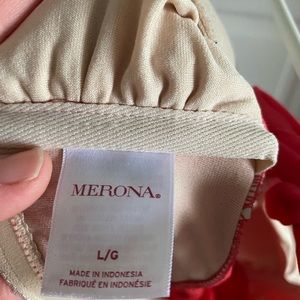 MERONA®
L/G
MADE IN INDONESIA
FABRIQUÉ EN INDONÉSIE